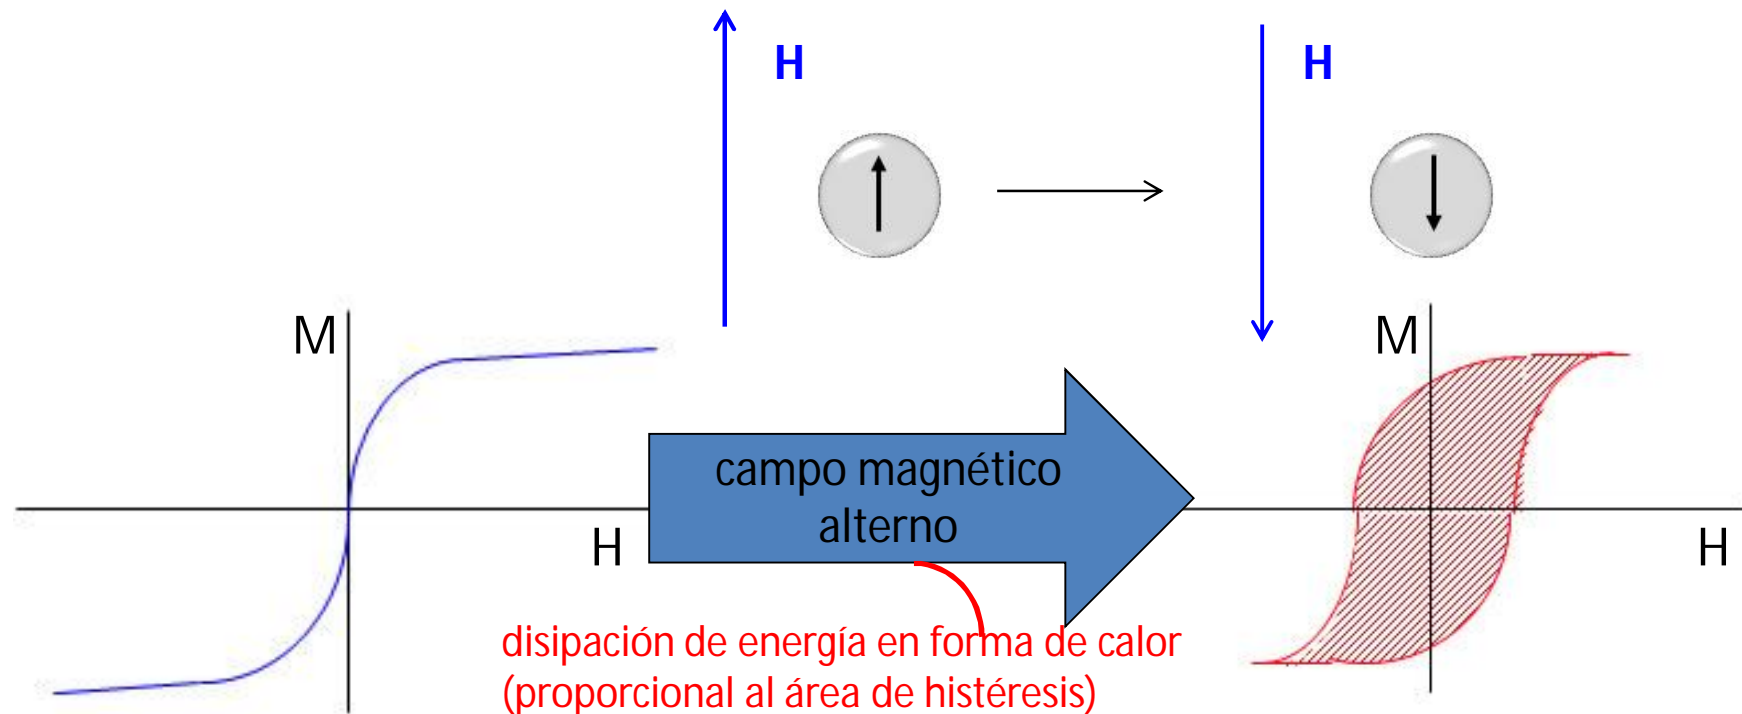 H
H
M
M
campo magnético
alterno
H
H
disipación de energía en forma de calor
(proporcional al área de histéresis)